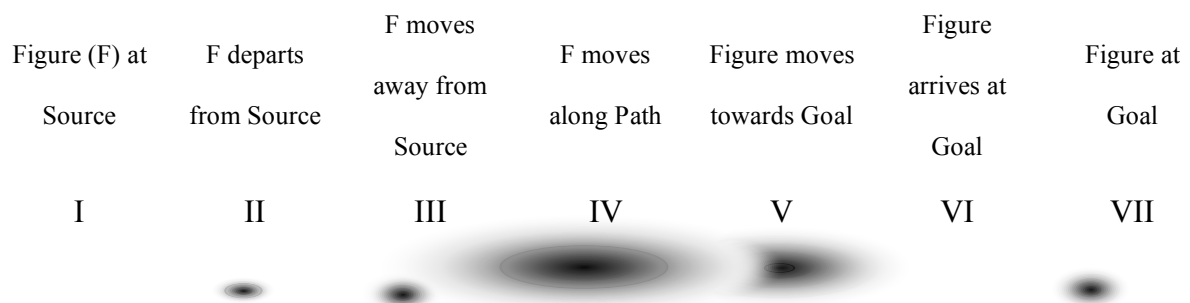 Figure (F) at
Source
F departs
from Source
F moves
away from
Source
F moves
along Path
Figure moves
towards Goal
Figure
arrives at
Goal
Figure at
Goal
I
II
III
IV
V
VI
VII